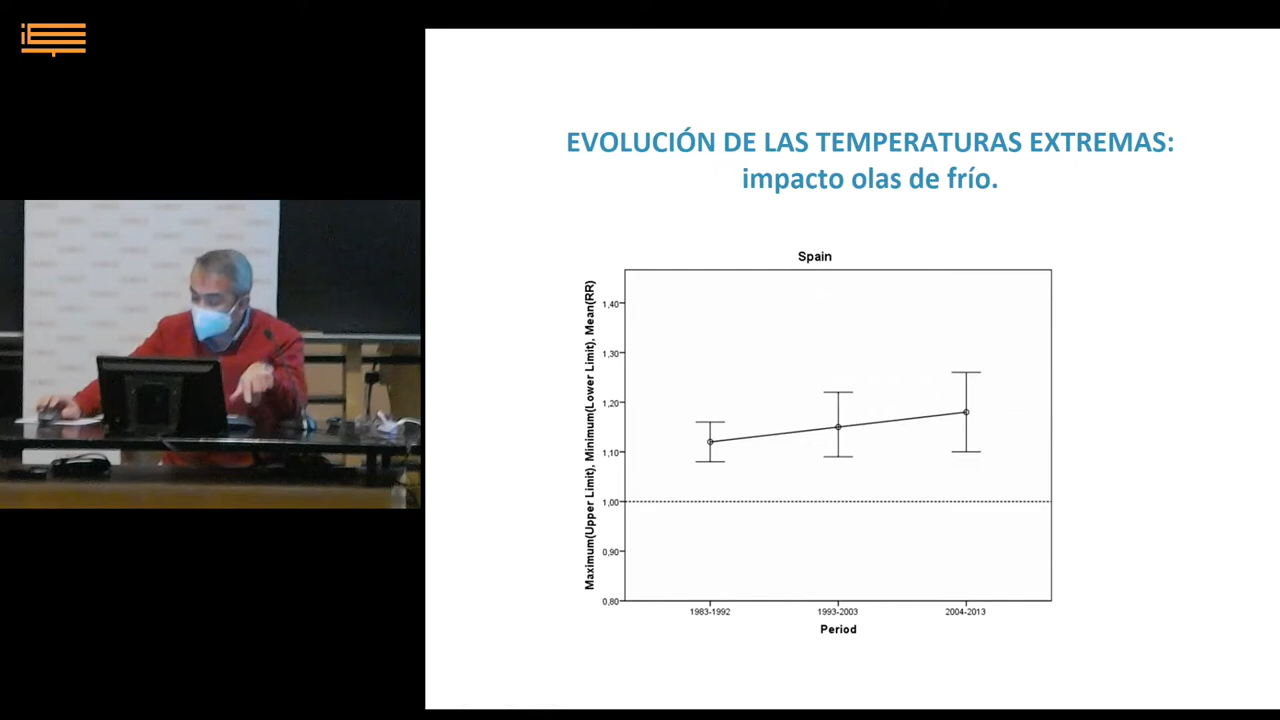 EVOLUCIÓN DE LAS TEMPERATURAS EXTREMAS:
impacto olas de frío.
Spain
Maximum(Upper Limit), Minimum(Lower Limit), Mean(RR)
1,40
1,30
1,20
1,10
1,00
0,90
0,80
1983-1992
1993-2003
2004-2013
Period